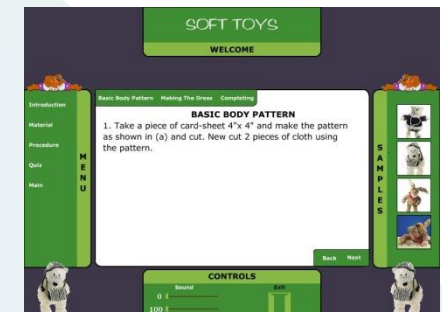 SOFT TOYS
WELCOME
Basic Body Pattern Making The Dress Completing
Introduction
Material
Procedure
Quiz
Main
MENU
BASIC BODY PATTERN
1. Take a piece of card-sheet 4"x 4" and make the pattern
as shown in (a) and cut. New cut 2 pieces of cloth using
the pattern.
SAMPLES
Back Next
CONTROLS
Sound Exit
0
100